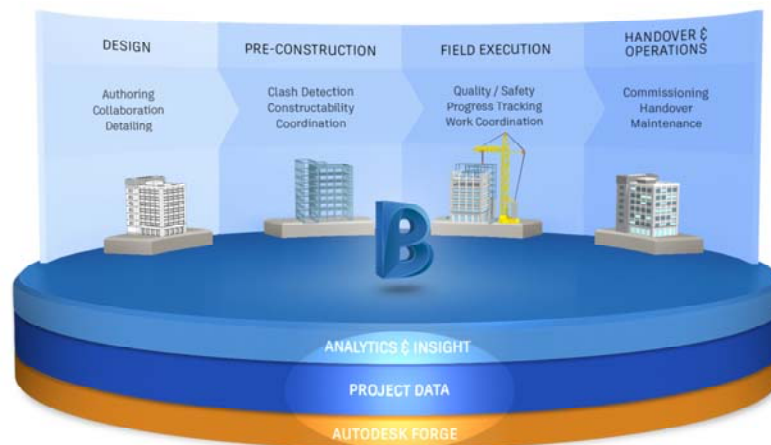 DESIGN
Authoring
Collaboration
Detailing
PRE-CONSTRUCTION
Clash Detection
Constructability
Coordination
FIELD EXECUTION
Quality / Safety
Progress Tracking
Work Coordination
HANDOVER &
OPERATIONS
Commissioning
Handover
Maintenance
B
ANALYTICS & INSIGHT
PROJECT DATA
AUTODESK FORGE